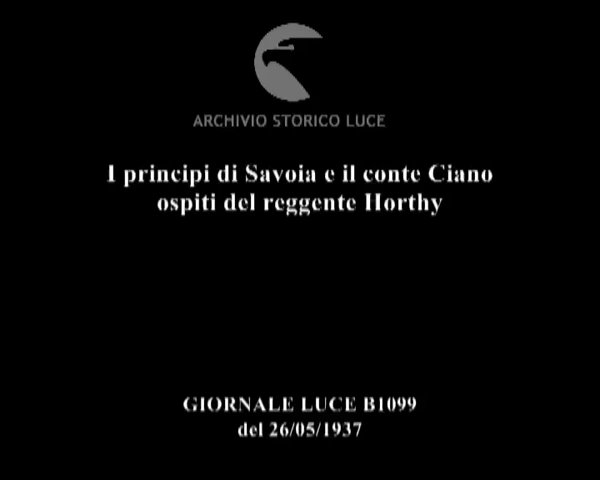 ARCHIVIO STORICO LUCE
I principi di Savoia e il conte Ciano
ospiti del reggente Horthy
GIORNALE LUCE B1099
del 26/05/1937